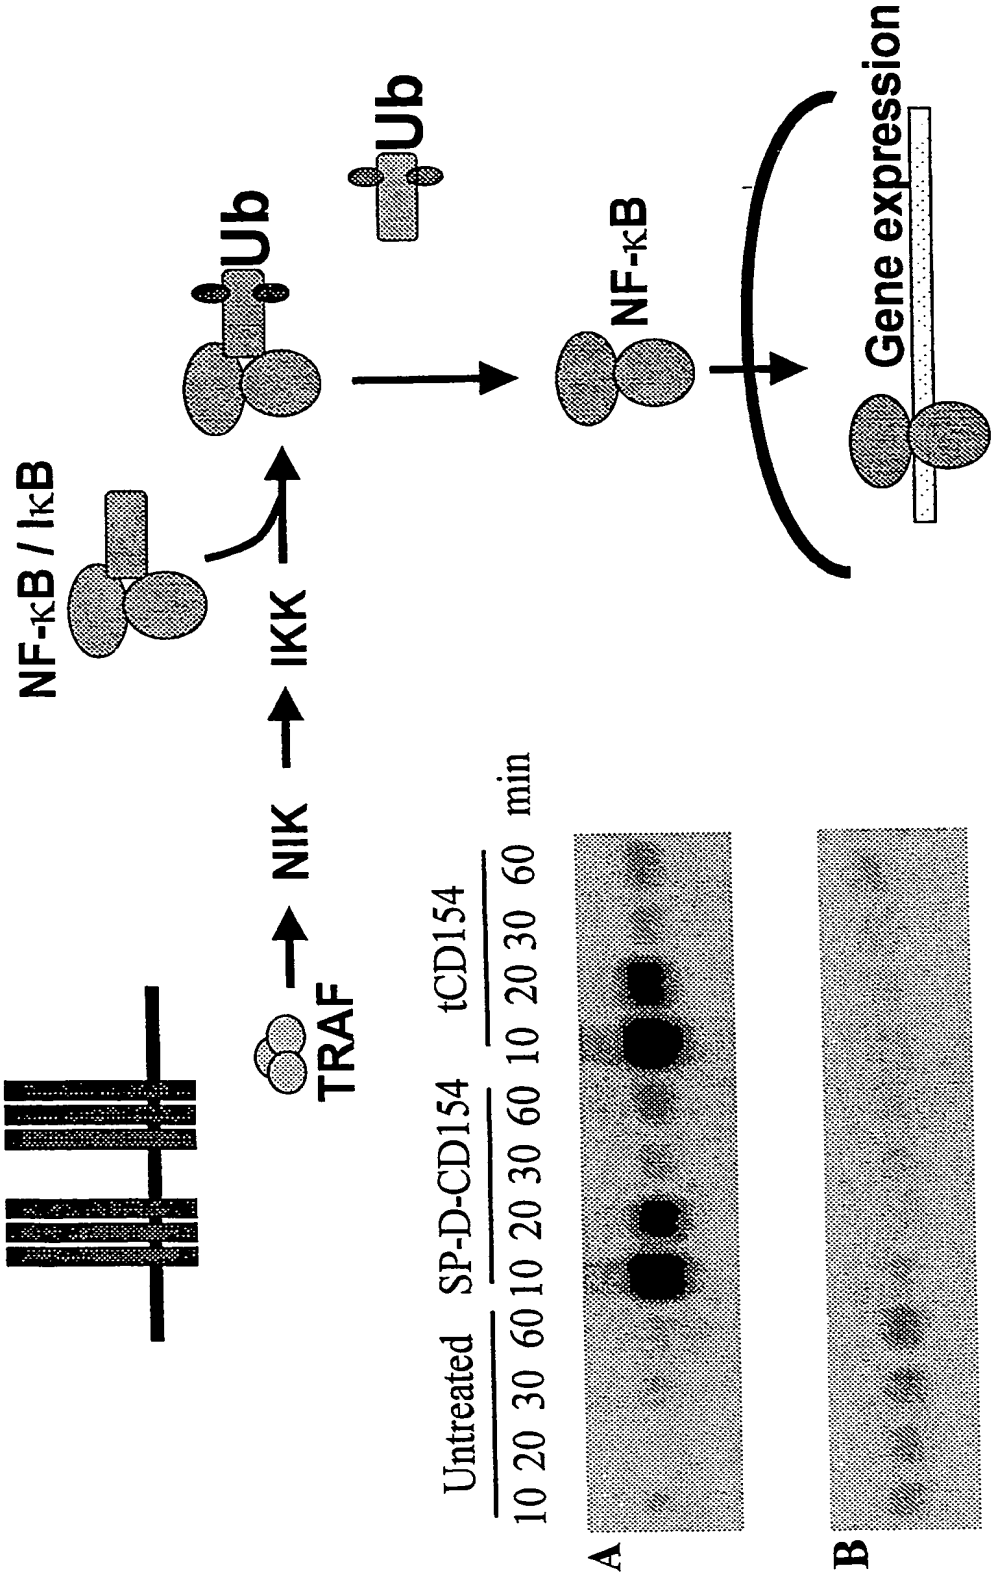 NF-κB / IκB
Ub
TRAF
NIK
IKK
Ub
NF-κB
Gene expression
Untreated SP-D-CD154 tCD154
10 20 30 60 10 20 30 60 10 20 30 60 min
A
B